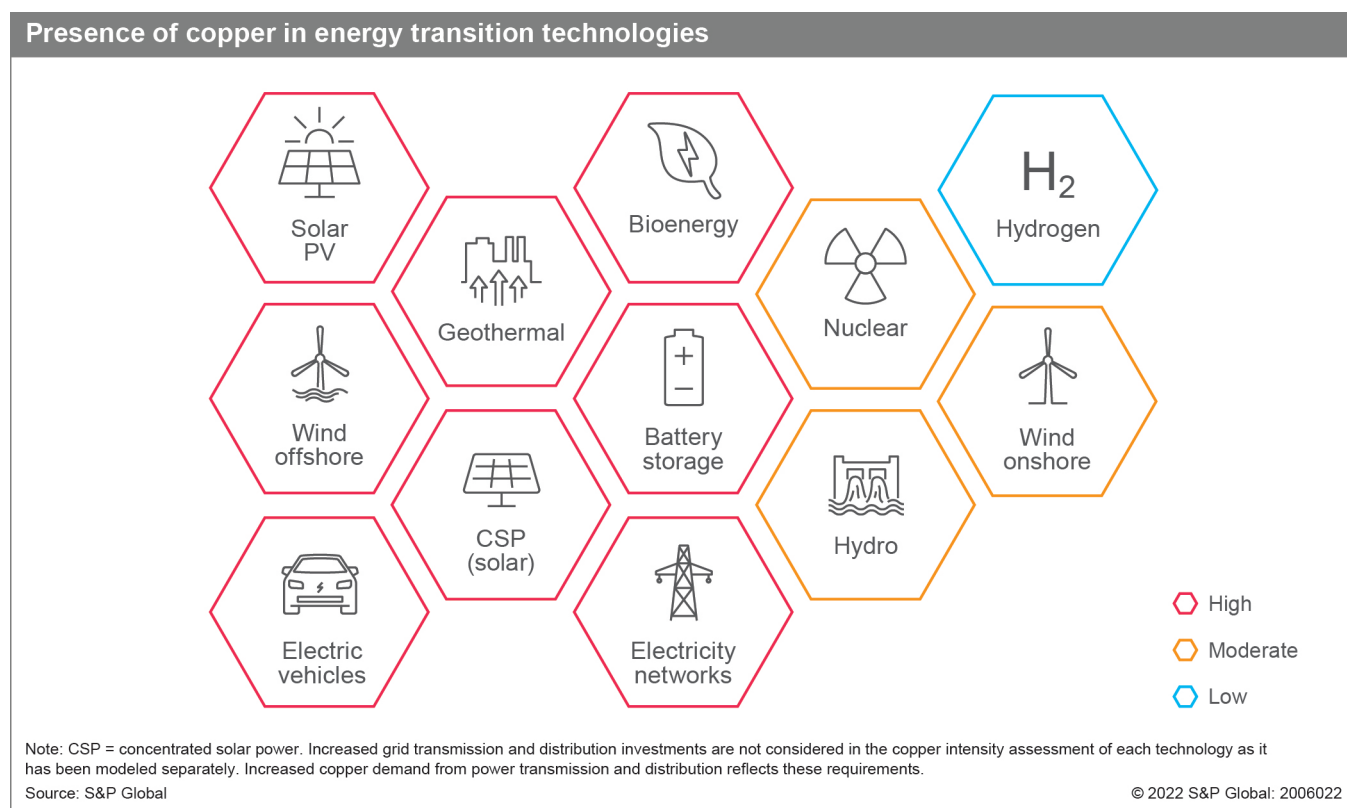 Presence of copper in energy transition technologies
Solar
PV
Bioenergy
H₂
Hydrogen
Geothermal
Nuclear
Wind
offshore
Battery
storage
Wind
onshore
CSP
(solar)
Hydro
Electric
vehicles
Electricity
networks
High
Moderate
Low
Note: CSP = concentrated solar power. Increased grid transmission and distribution investments are not considered in the copper intensity assessment of each technology as it
has been modeled separately. Increased copper demand from power transmission and distribution reflects these requirements.
Source: S&P Global
© 2022 S&P Global: 2006022